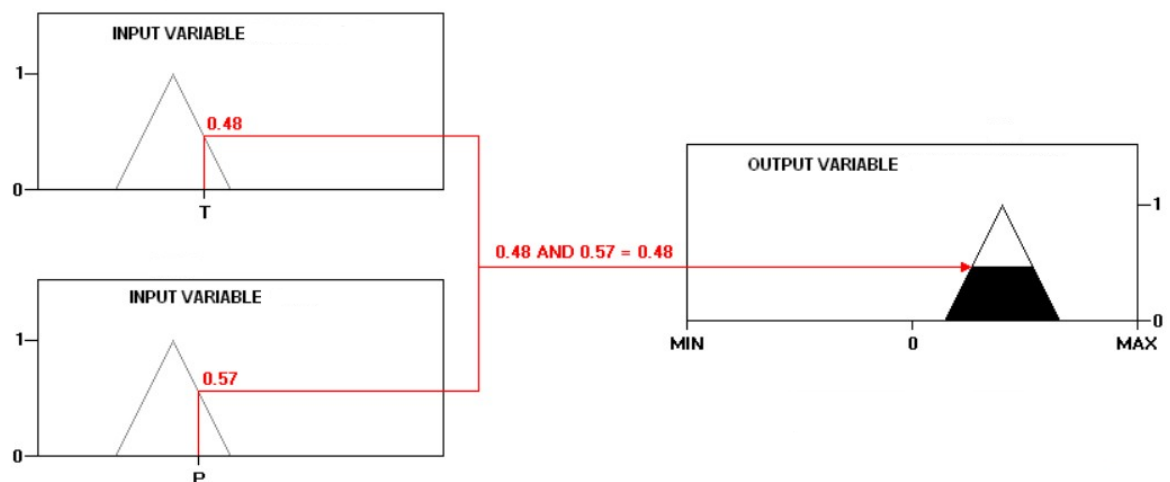 INPUT VARIABLE
1
0.48
0
T
INPUT VARIABLE
1
0.57
0
P
0.48 AND 0.57 = 0.48
OUTPUT VARIABLE
1
0
MIN
0
MAX